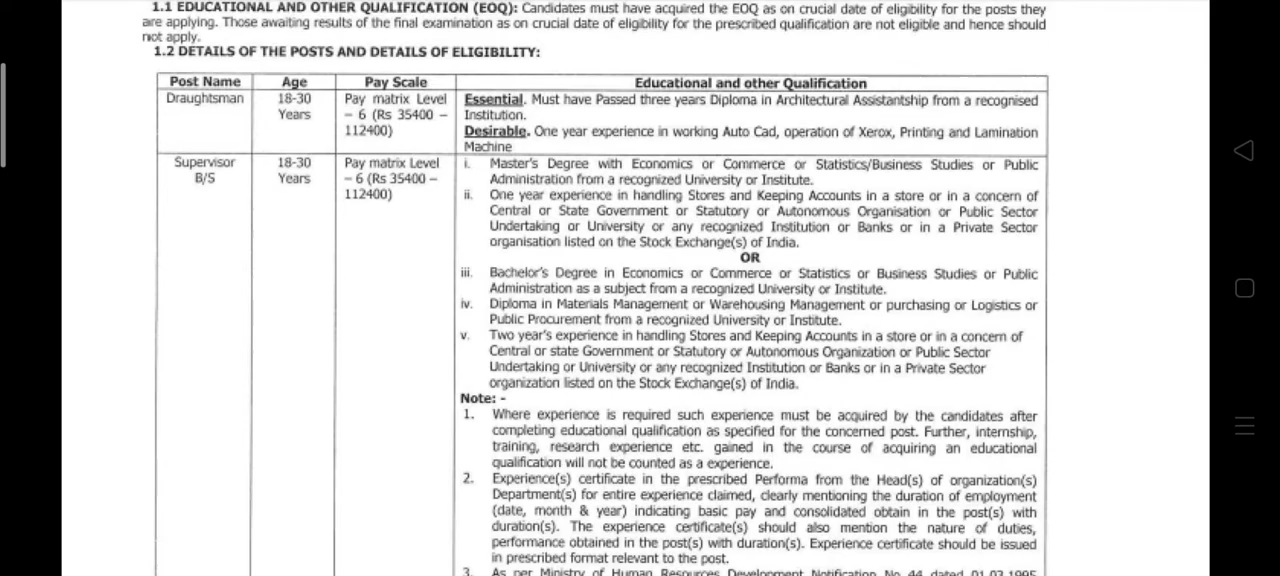 1.1 EDUCATIONAL AND OTHER QUALIFICATION (EOQ): Candidates must have acquired the EOQ as on crucial date of eligibility for the posts they
are applying. Those awaiting results of the final examination as on crucial date of eligibility for the prescribed qualification are not eligible and hence should
not apply.
1.2 DETAILS OF THE POSTS AND DETAILS OF ELIGIBILITY:
Post Name Age Pay Scale Educational and other Qualification
Draughtsman 18-30 Years Pay matrix Level – 6 (Rs 35400 – 112400)
Essential. Must have Passed three years Diploma in Architectural Assistantship from a recognised
Institution.
Desirable. One year experience in working Auto Cad, operation of Xerox, Printing and Lamination
Machine
Supervisor B/S 18-30 Years Pay matrix Level – 6 (Rs 35400 – 112400)
i. Master's Degree with Economics or Commerce or Statistics/Business Studies or Public
Administration from a recognized University or Institute.
ii. One year experience in handling Stores and Keeping Accounts in a store or in a concern of
Central or State Government or Statutory or Autonomous Organisation or Public Sector
Undertaking or University or any recognized Institution or Banks or in a Private Sector
organisation listed on the Stock Exchange(s) of India.
OR
iii. Bachelor's Degree in Economics or Commerce or Statistics or Business Studies or Public
Administration as a subject from a recognized University or Institute.
iv. Diploma in Materials Management or Warehousing Management or purchasing or Logistics or
Public Procurement from a recognized University or Institute.
v. Two year's experience in handling Stores and Keeping Accounts in a store or in a concern of
Central or state Government or Statutory or Autonomous Organization or Public Sector
Undertaking or University or any recognized Institution or Banks or in a Private Sector
organization listed on the Stock Exchange(s) of India.
Note: -
1. Where experience is required such experience must be acquired by the candidates after
completing educational qualification as specified for the concerned post. Further, internship,
training, research experience etc. gained in the course of acquiring an educational
qualification will not be counted as a experience.
2. Experience(s) certificate in the prescribed Performa from the Head(s) of organization(s)
Department(s) for entire experience claimed, clearly mentioning the duration of employment
(date, month & year) indicating basic pay and consolidated obtain in the post(s) with
duration(s). The experience certificate(s) should also mention the nature of duties,
performance obtained in the post(s) with duration(s). Experience certificate should be issued
in prescribed format relevant to the post.
3. As per Ministry of Human Resources Development Notification No 44 dated 01.03.1995